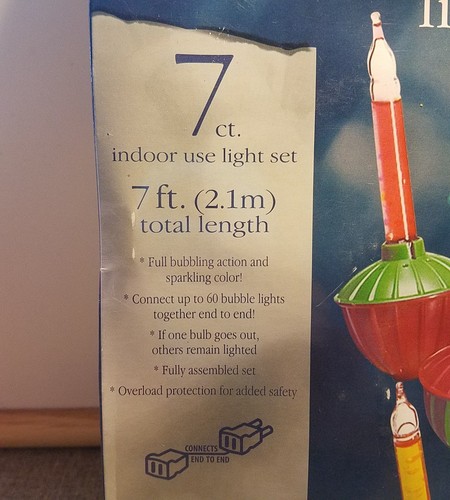 li
7
ct.
indoor use light set
7 ft. (2.1m)
total length
* Full bubbling action and
sparkling color!
* Connect up to 60 bubble lights
together end to end!
* If one bulb goes out,
others remain lighted
* Fully assembled set
* Overload protection for added safety
CONNECTS
END TO END